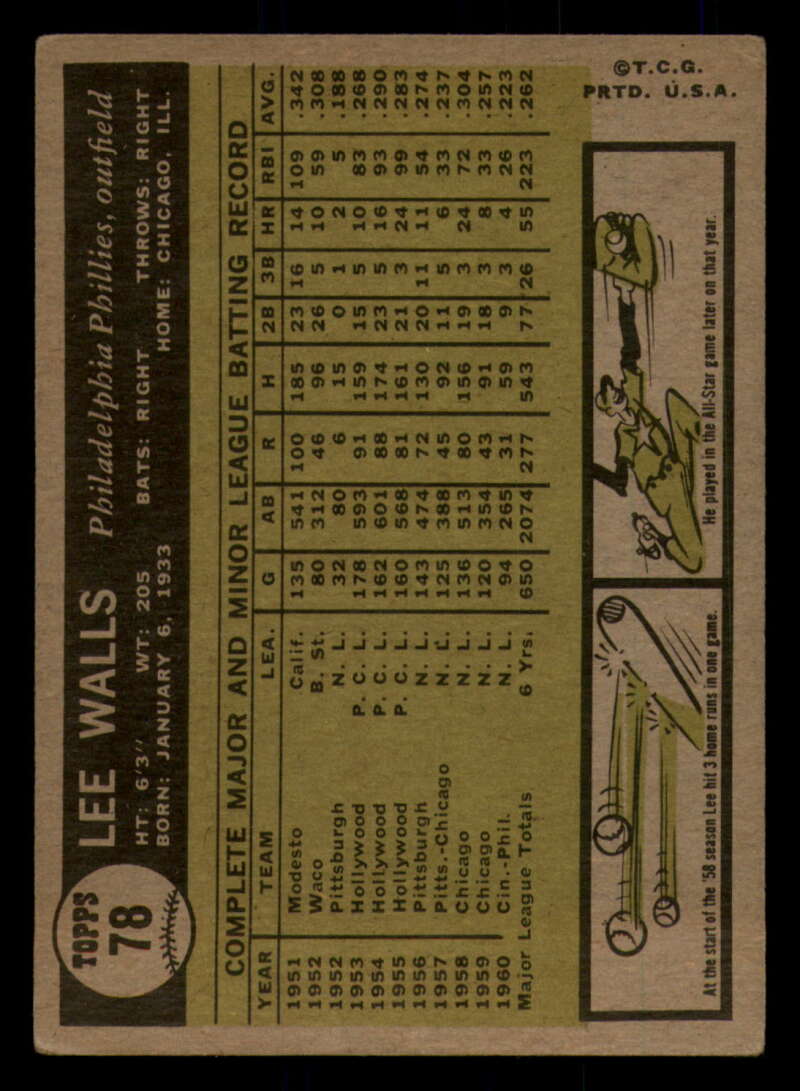 TOPPS
78
LEE WALLS Philadelphia Phillies, outfield
HT: 6'3" WT: 205 BATS: RIGHT THROWS: RIGHT
BORN: JANUARY 6, 1933 HOME: CHICAGO, ILL.
COMPLETE MAJOR AND MINOR LEAGUE BATTING RECORD
YEAR TEAM LEA. G AB R H 2B 3B HR RBI AVG.
1951 Modesto Calif. 135 541 100 185 23 16 14 109 .342
1952 Waco B. St. 80 312 46 96 26 5 10 59 .308
1952 Pittsburgh N. L. 32 80 6 15 0 1 2 5 .188
1953 Hollywood P. C. L. 178 593 91 159 15 5 10 83 .268
1954 Hollywood P. C. L. 162 601 88 174 23 5 16 93 .290
1955 Hollywood P. C. L. 160 568 81 161 21 3 24 99 .283
1956 Pittsburgh N. L. 143 474 72 130 20 11 11 54 .274
1957 Pitts.-Chicago N. L. 125 388 45 92 11 5 6 33 .237
1958 Chicago N. L. 136 513 80 156 19 3 24 72 .304
1959 Chicago N. L. 120 354 43 91 18 3 8 33 .257
1960 Cin.-Phil. N. L. 94 265 31 59 9 3 4 26 .223
Major League Totals 6 Yrs. 650 2074 277 543 77 26 55 223 .262
At the start of the '58 season Lee hit 3 home runs in one game.
He played in the All-Star game later on that year.
©T.C.G.
PRTD. U.S.A.